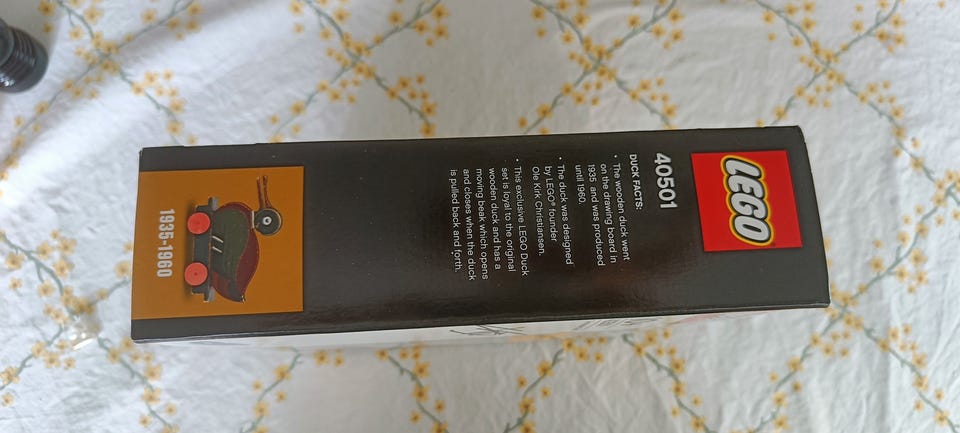 LEGO
40501
DUCK FACTS:
• The wooden duck went
on the drawing board in
1935 and was produced
until 1960.
• The duck was designed
by LEGO® founder
Ole Kirk Christiansen.
• This exclusive LEGO Duck
set is loyal to the original
wooden duck and has a
moving beak which opens
and closes when the duck
is pulled back and forth.
1935-1960